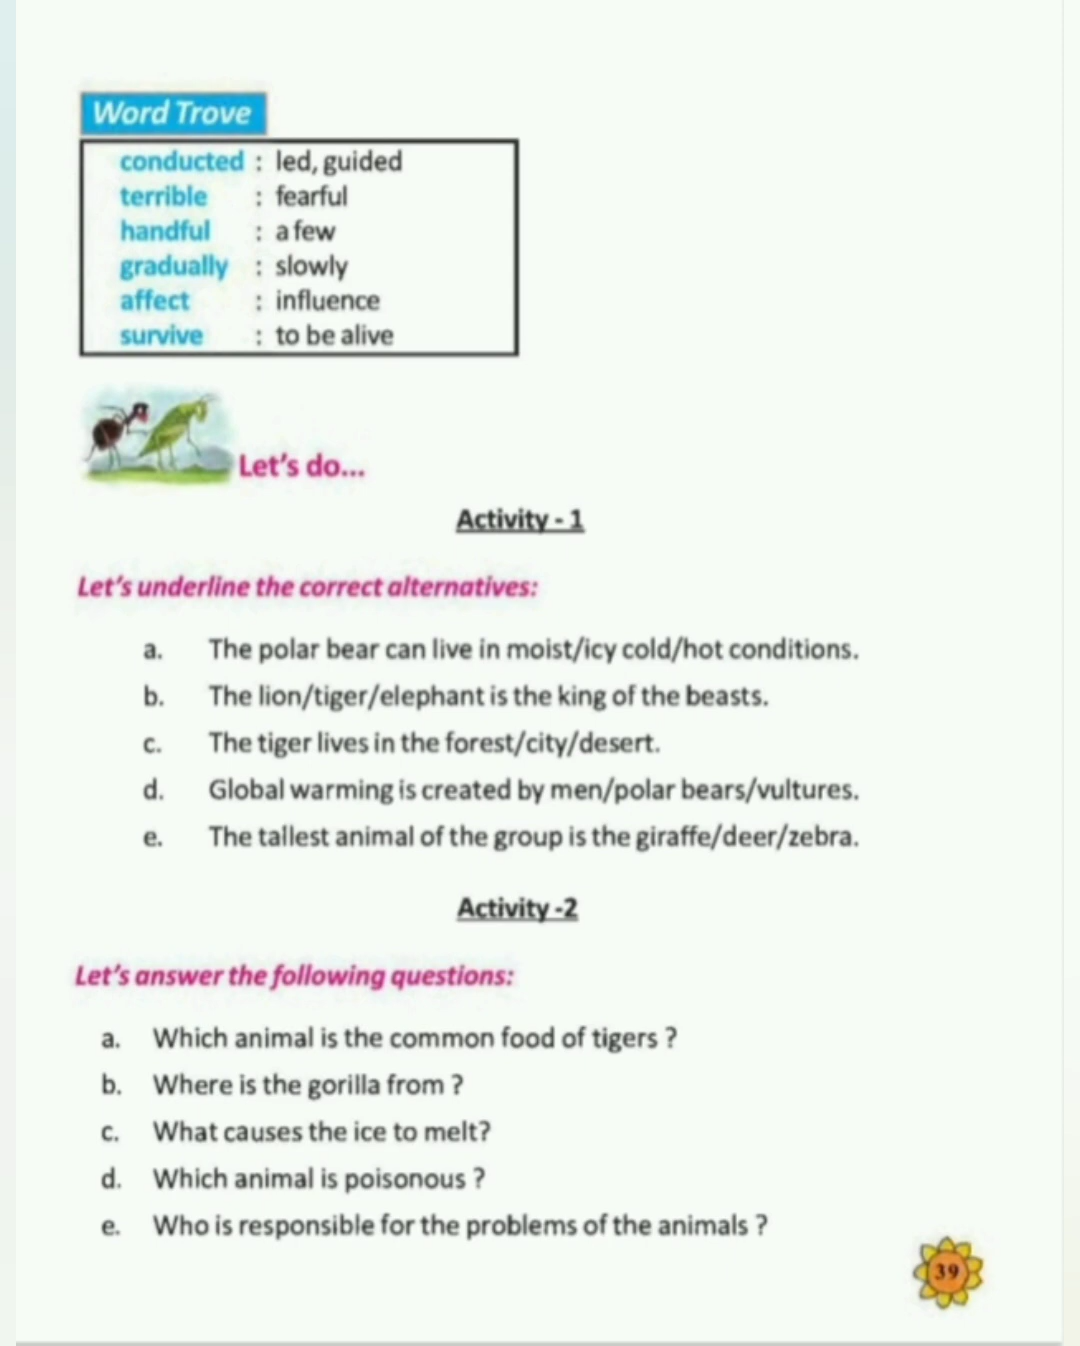 Word Trove
conducted : led, guided
terrible : fearful
handful : a few
gradually : slowly
affect : influence
survive : to be alive
Let's do...
Activity - 1
Let's underline the correct alternatives:
a. The polar bear can live in moist/icy cold/hot conditions.
b. The lion/tiger/elephant is the king of the beasts.
c. The tiger lives in the forest/city/desert.
d. Global warming is created by men/polar bears/vultures.
e. The tallest animal of the group is the giraffe/deer/zebra.
Activity -2
Let's answer the following questions:
a. Which animal is the common food of tigers ?
b. Where is the gorilla from ?
c. What causes the ice to melt?
d. Which animal is poisonous ?
e. Who is responsible for the problems of the animals ?
39